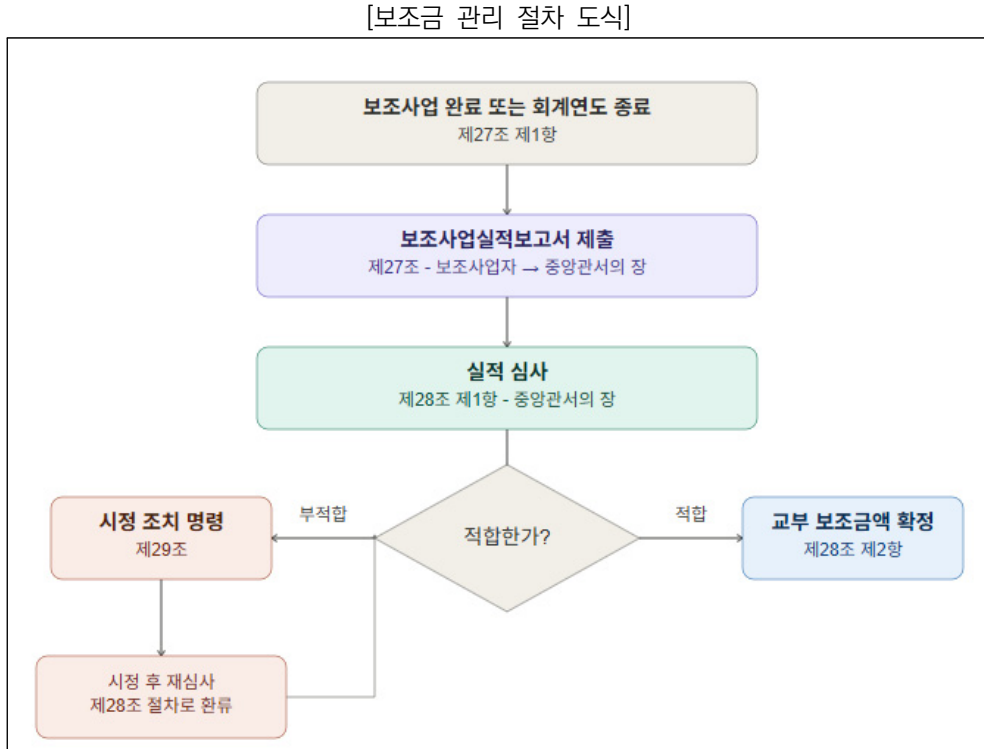 [보조금 관리 절차 도식]
보조사업 완료 또는 회계연도 종료
제27조 제1항
보조사업실적보고서 제출
제27조 - 보조사업자 → 중앙관서의 장
실적 심사
제28조 제1항 - 중앙관서의 장
시정 조치 명령
제29조
부적합
적합한가?
적합
교부 보조금액 확정
제28조 제2항
시정 후 재심사
제28조 절차로 환류